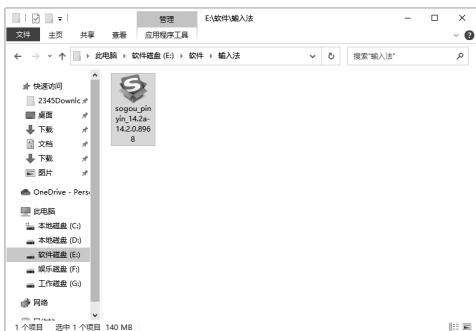 管理
E:\软件\输入法
文件 主页 共享 查看 应用程序工具
此电脑 › 软件磁盘 (E:) › 软件 › 输入法
搜索"输入法"
快速访问
2345Downlc
桌面
下载
文档
下载
图片
OneDrive - Pers
此电脑
本地磁盘 (C:)
本地磁盘 (D:)
软件磁盘 (E:)
娱乐磁盘 (F:)
工作磁盘 (G:)
网络
sogou_pin
yin_14.2a-
14.2.0.896
8
1 个项目 选中 1 个项目 140 MB